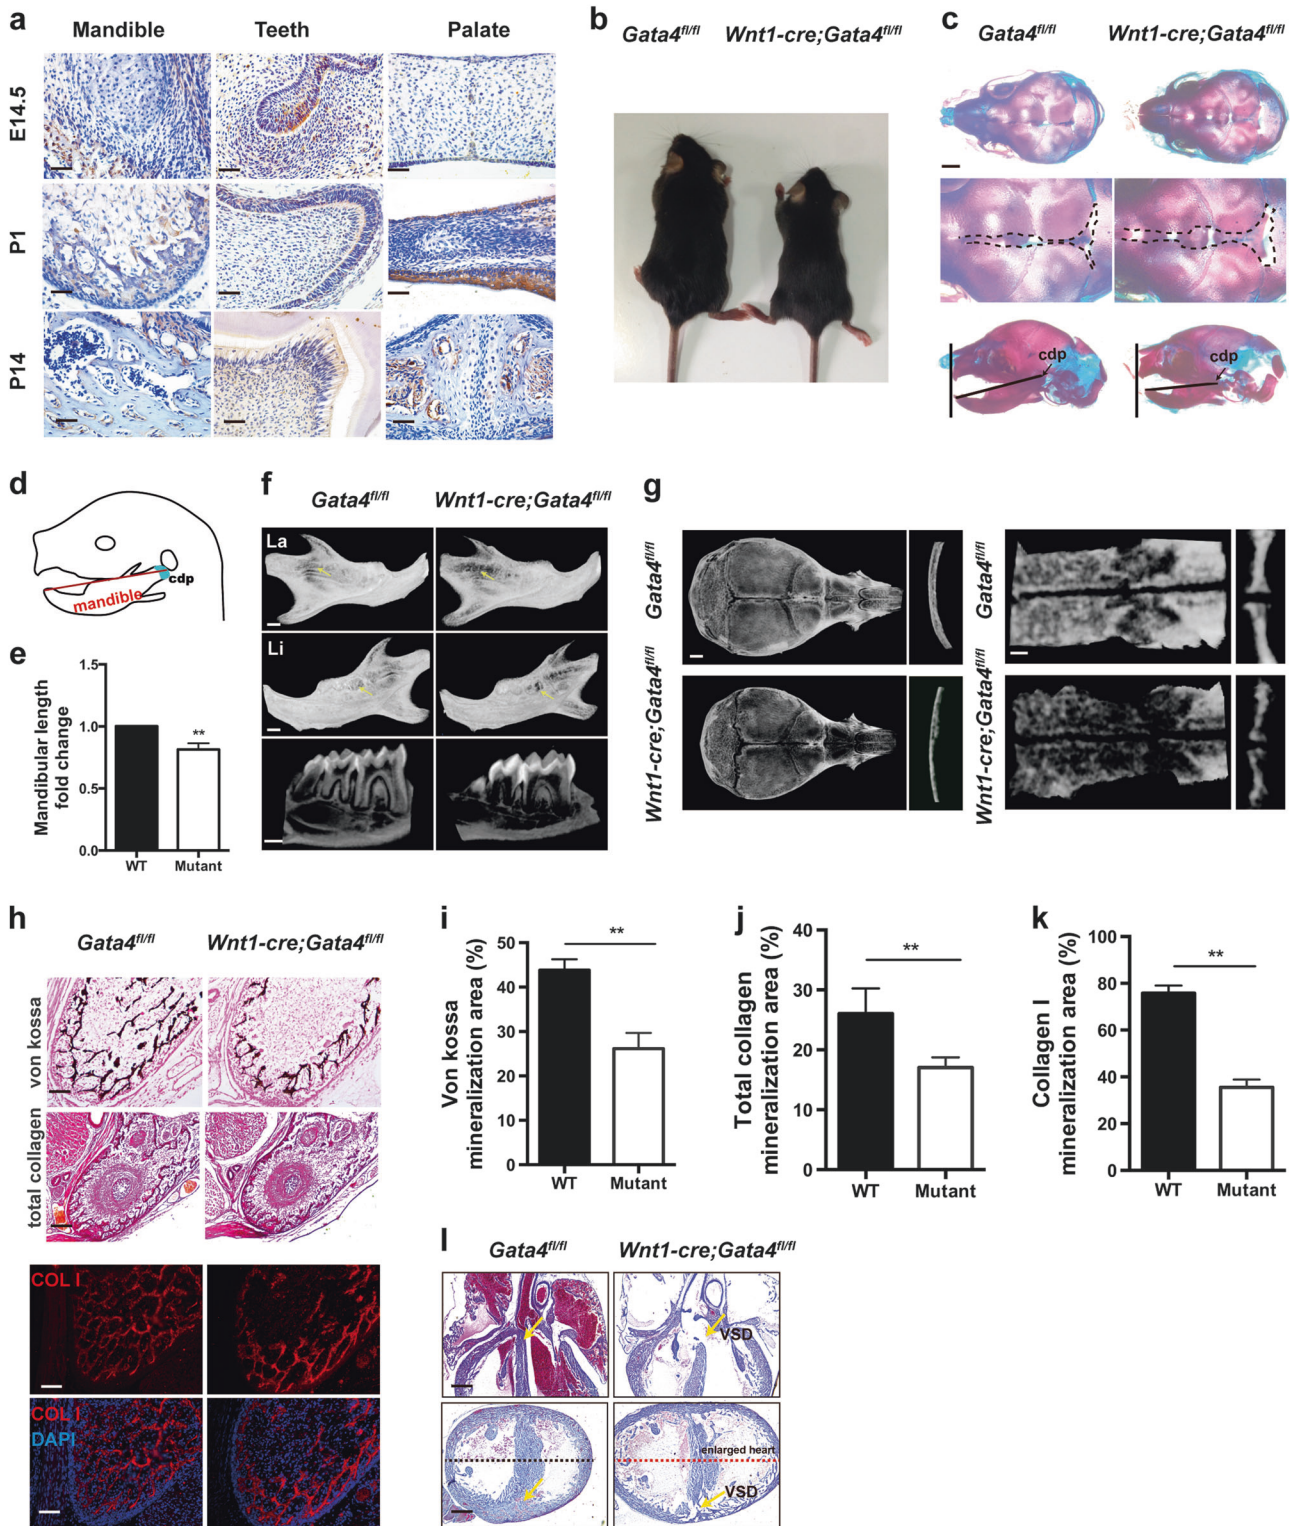 a
Mandible Teeth Palate
E14.5
P1
P14
b
Gata4fl/fl Wnt1-cre;Gata4fl/fl
c
Gata4fl/fl Wnt1-cre;Gata4fl/fl
cdp cdp
d
cdp
mandible
e
Mandibular length
fold change
1.5
1.0
0.5
0.0
**
WT Mutant
f
Gata4fl/fl Wnt1-cre;Gata4fl/fl
La
Li
g
Gata4fl/fl
Wnt1-cre;Gata4fl/fl
Gata4fl/fl
Wnt1-cre;Gata4fl/fl
h
Gata4fl/fl Wnt1-cre;Gata4fl/fl
von kossa
total collagen
COL I
COL I
DAPI
i
Von kossa
mineralization area (%)
50
40
30
20
10
0
**
WT Mutant
j
Total collagen
mineralization area (%)
40
30
20
10
0
**
WT Mutant
k
Collagen I
mineralization area (%)
100
80
60
40
20
0
**
WT Mutant
l
Gata4fl/fl Wnt1-cre;Gata4fl/fl
VSD
enlarged heart
VSD